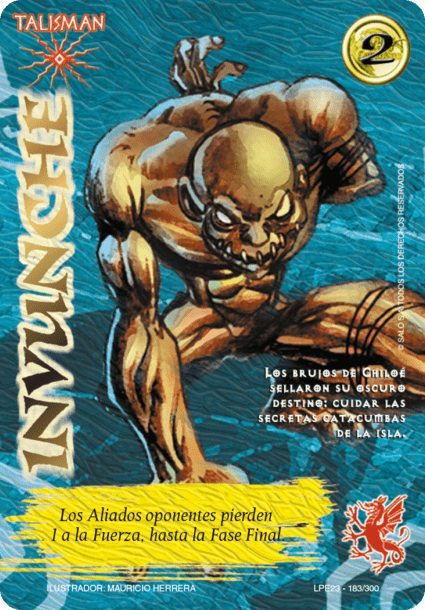 TALISMAN
2
INVUNCHE
© SALO S.A. TODOS LOS DERECHOS RESERVADOS
LOS BRUJOS DE CHILOÉ
SELLARON SU OSCURO
DESTINO: CUIDAR LAS
SECRETAS CATACUMBAS
DE LA ISLA.
Los Aliados oponentes pierden
1 a la Fuerza, hasta la Fase Final.
ILUSTRADOR: MAURICIO HERRERA
LPE23 - 183/300